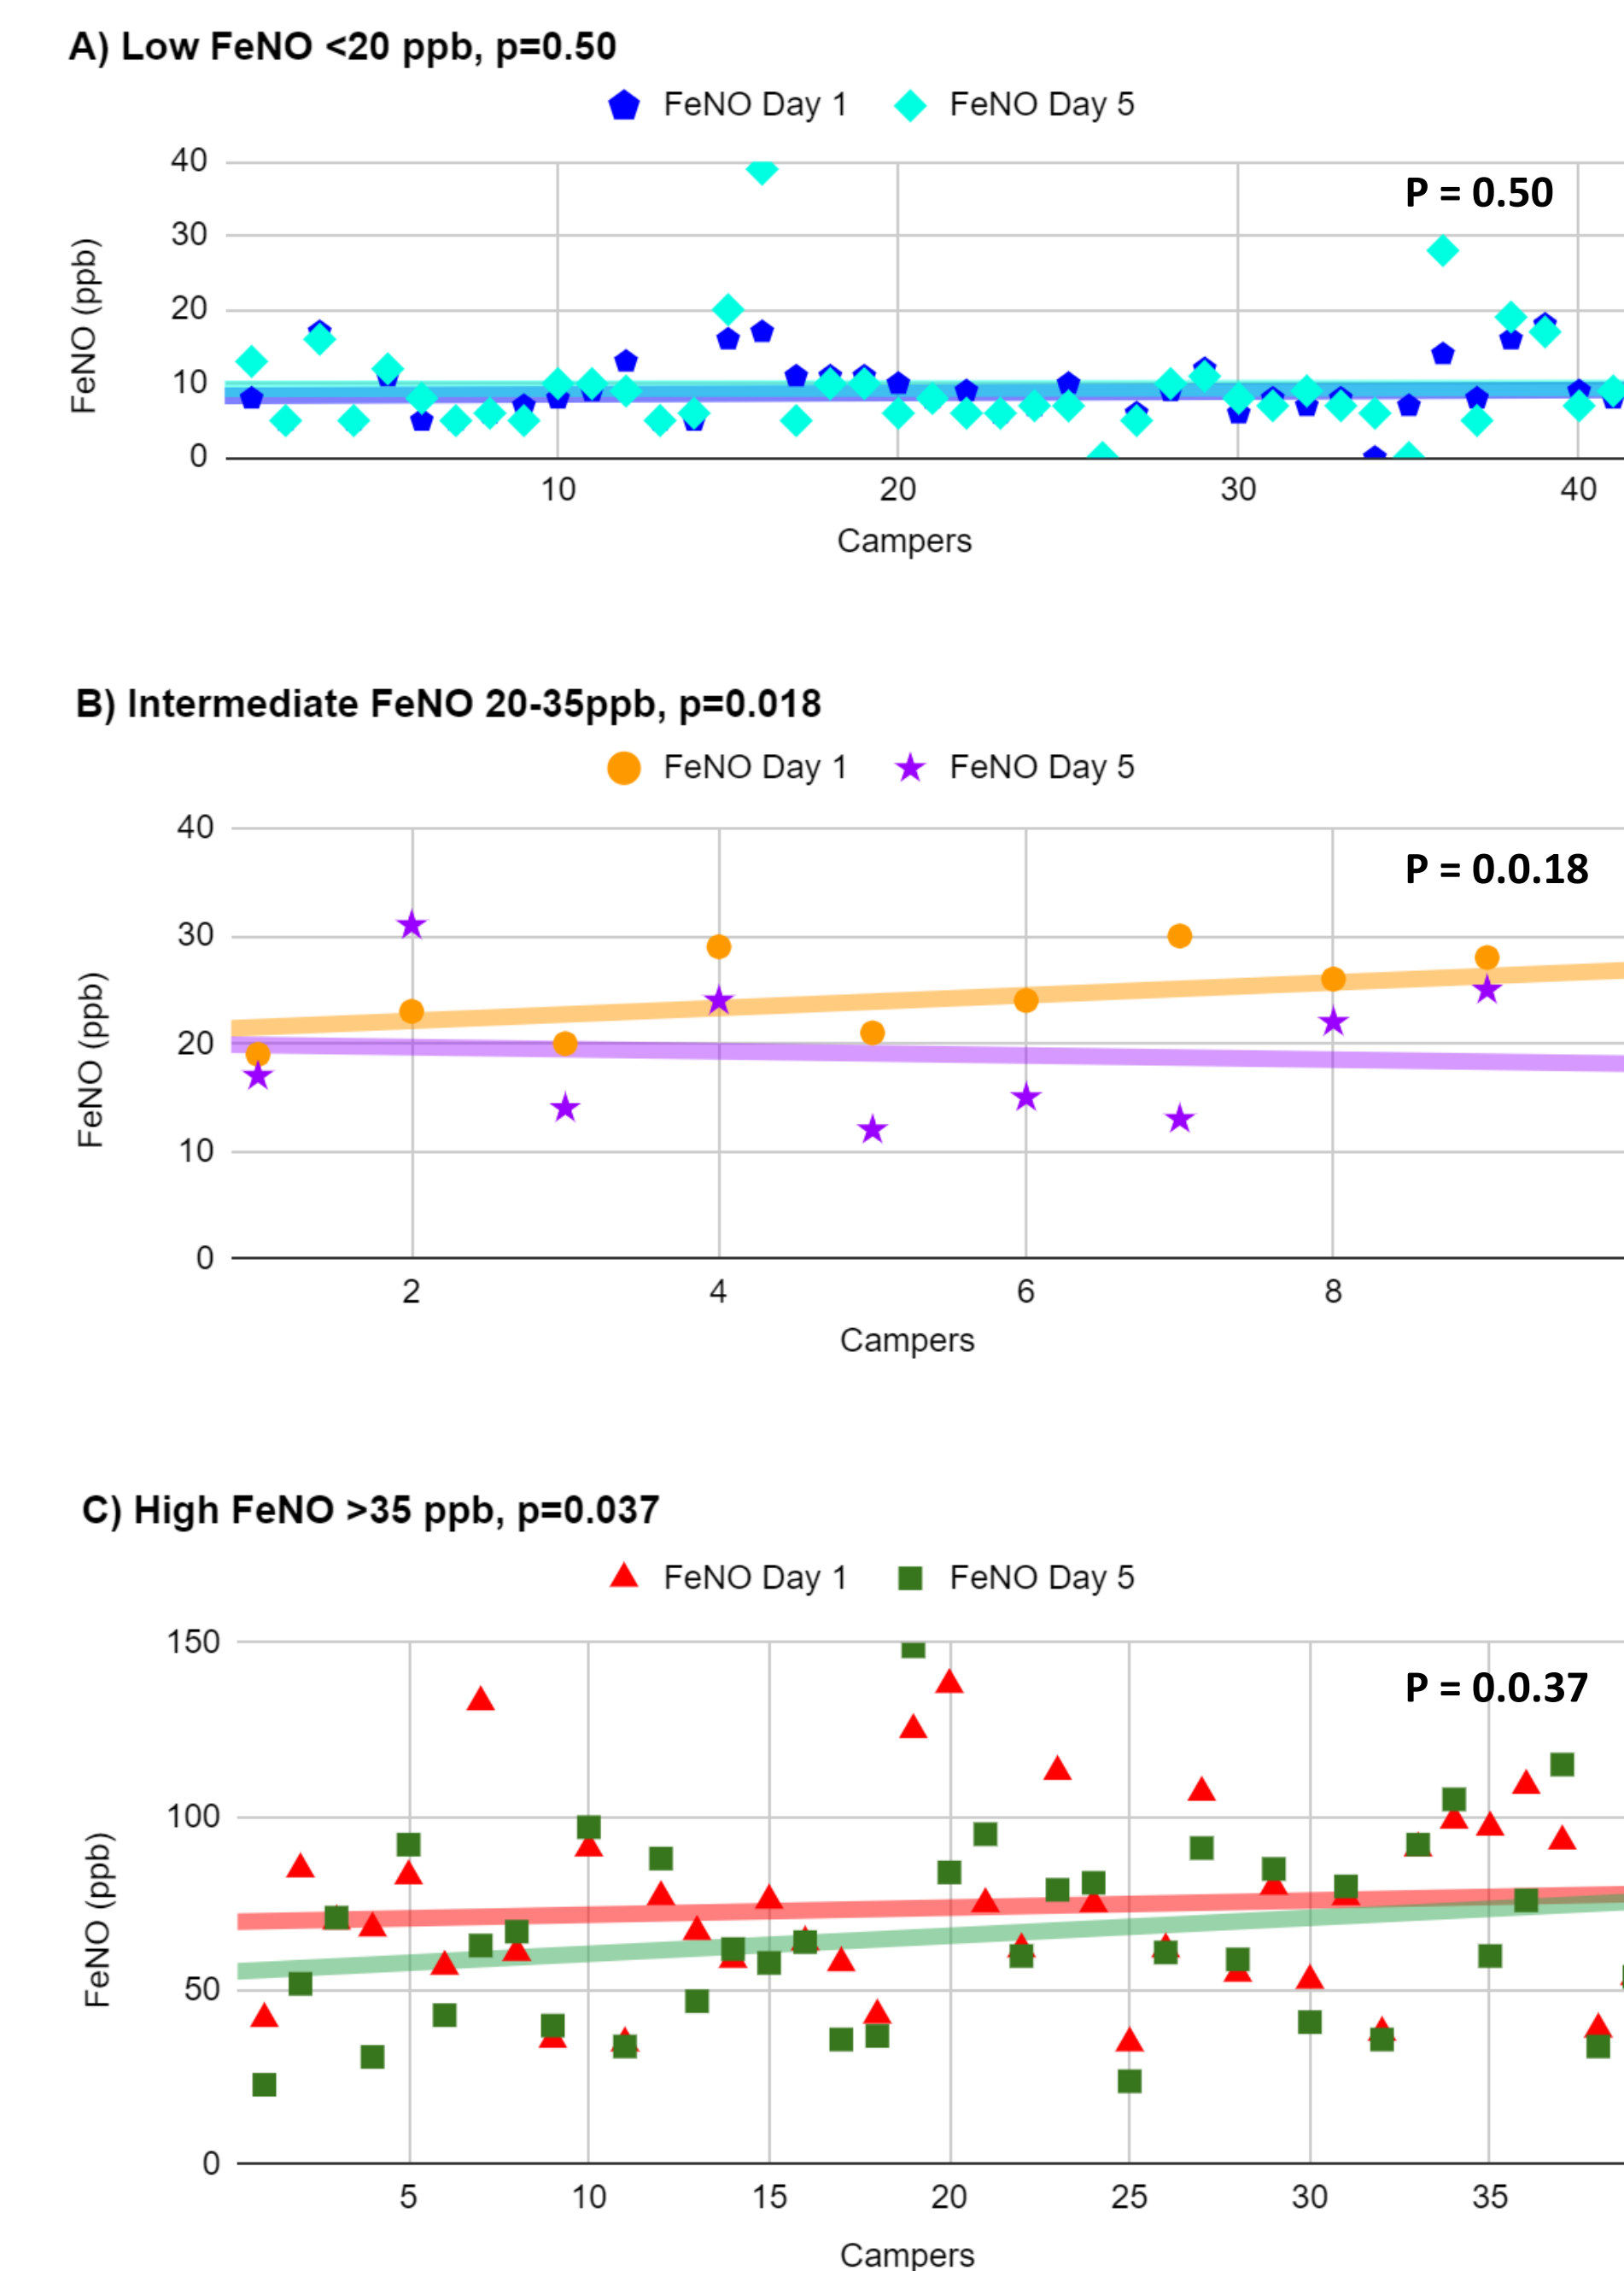 A) Low FeNO <20 ppb, p=0.50
FeNO Day 1 FeNO Day 5
40
P = 0.50
30
20
10
0
FeNO (ppb)
10 20 30 40
Campers
B) Intermediate FeNO 20-35ppb, p=0.018
FeNO Day 1 FeNO Day 5
40
P = 0.0.18
30
20
10
0
FeNO (ppb)
2 4 6 8
Campers
C) High FeNO >35 ppb, p=0.037
FeNO Day 1 FeNO Day 5
150
P = 0.0.37
100
50
0
FeNO (ppb)
5 10 15 20 25 30 35
Campers